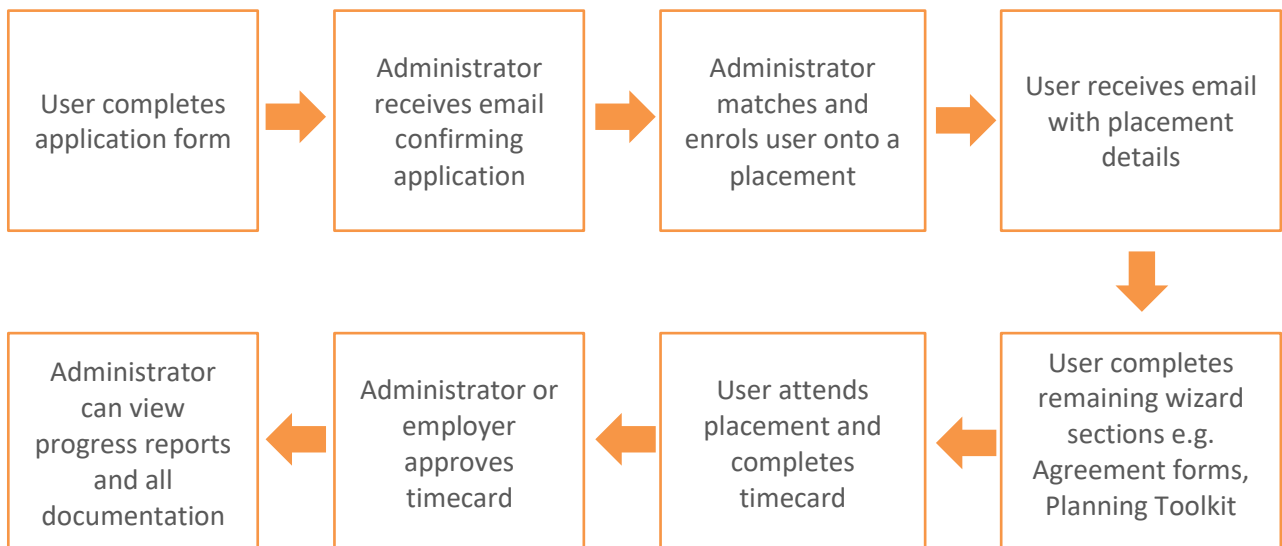 User completes
application form
Administrator
receives email
confirming
application
Administrator
matches and
enrols user onto a
placement
User receives email
with placement
details
User completes
remaining wizard
sections e.g.
Agreement forms,
Planning Toolkit
User attends
placement and
completes
timecard
Administrator or
employer
approves
timecard
Administrator
can view
progress reports
and all
documentation